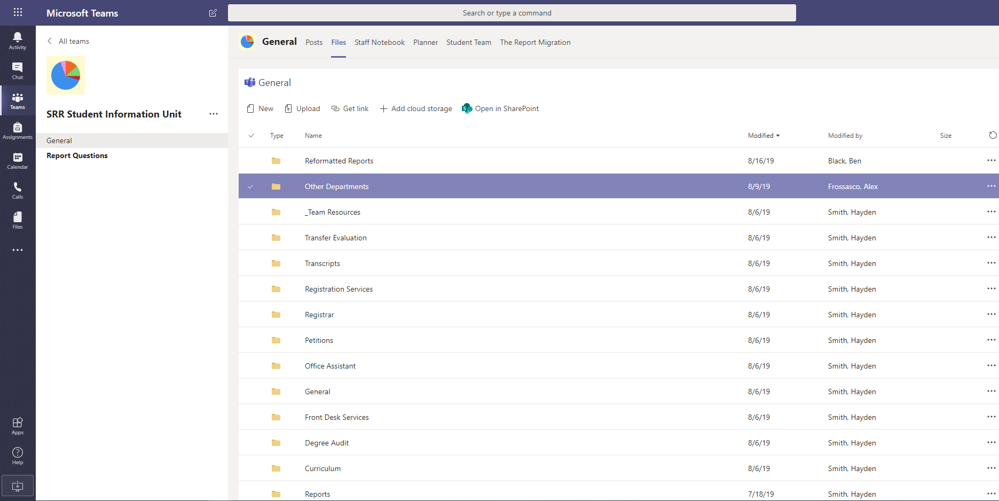 Microsoft Teams
Search or type a command
Activity
Chat
Teams
Assignments
Calendar
Calls
Files
Apps
Help
All teams
SRR Student Information Unit
General
Report Questions
General Posts Files Staff Notebook Planner Student Team The Report Migration
General
New Upload Get link Add cloud storage Open in SharePoint
Type Name Modified Modified by Size
Reformatted Reports 8/16/19 Black, Ben
Other Departments 8/9/19 Frossasco, Alex
_Team Resources 8/6/19 Smith, Hayden
Transfer Evaluation 8/6/19 Smith, Hayden
Transcripts 8/6/19 Smith, Hayden
Registration Services 8/6/19 Smith, Hayden
Registrar 8/6/19 Smith, Hayden
Petitions 8/6/19 Smith, Hayden
Office Assistant 8/6/19 Smith, Hayden
General 8/6/19 Smith, Hayden
Front Desk Services 8/6/19 Smith, Hayden
Degree Audit 8/6/19 Smith, Hayden
Curriculum 8/6/19 Smith, Hayden
Reports 7/18/19 Smith, Hayden